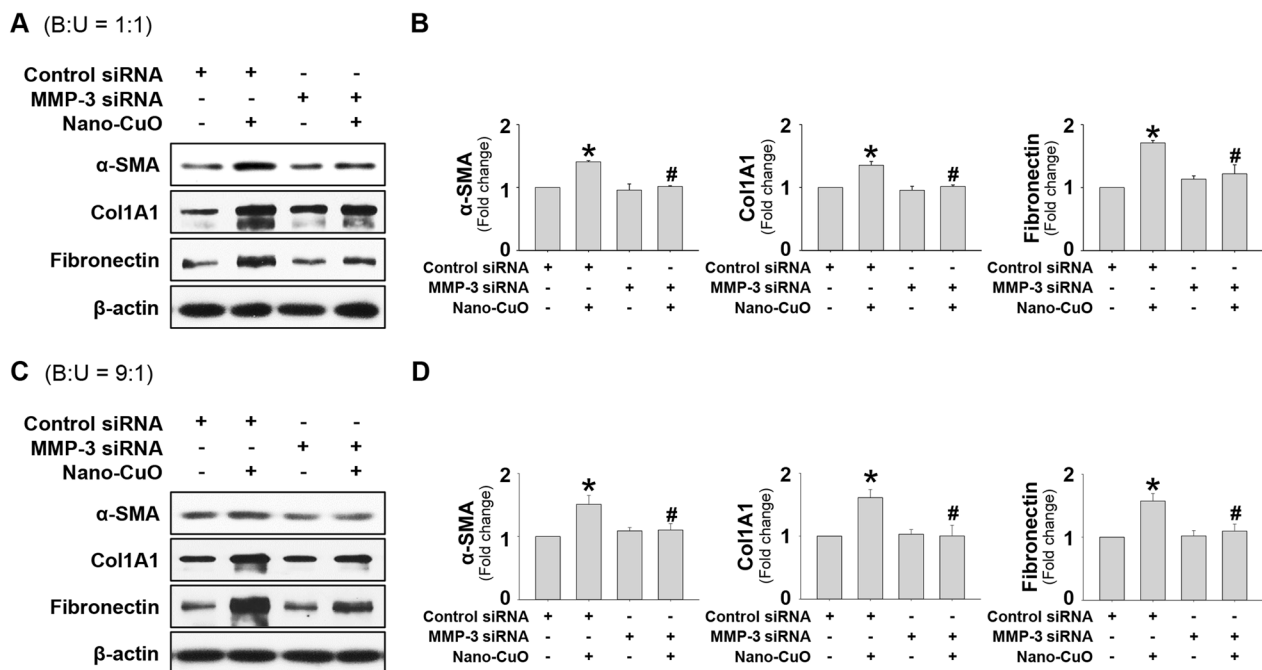 A (B:U = 1:1)
Control siRNA + + - -
MMP-3 siRNA - - + +
Nano-CuO - + - +
α-SMA
Col1A1
Fibronectin
β-actin
B
α-SMA
(Fold change)
2
1
0
* #
Control siRNA + + - -
MMP-3 siRNA - - + +
Nano-CuO - + - +
Col1A1
(Fold change)
2
1
0
* #
Control siRNA + + - -
MMP-3 siRNA - - + +
Nano-CuO - + - +
Fibronectin
(Fold change)
2
1
0
* #
Control siRNA + + - -
MMP-3 siRNA - - + +
Nano-CuO - + - +
C (B:U = 9:1)
Control siRNA + + - -
MMP-3 siRNA - - + +
Nano-CuO - + - +
α-SMA
Col1A1
Fibronectin
β-actin
D
α-SMA
(Fold change)
2
1
0
* #
Control siRNA + + - -
MMP-3 siRNA - - + +
Nano-CuO - + - +
Col1A1
(Fold change)
2
1
0
* #
Control siRNA + + - -
MMP-3 siRNA - - + +
Nano-CuO - + - +
Fibronectin
(Fold change)
2
1
0
* #
Control siRNA + + - -
MMP-3 siRNA - - + +
Nano-CuO - + - +